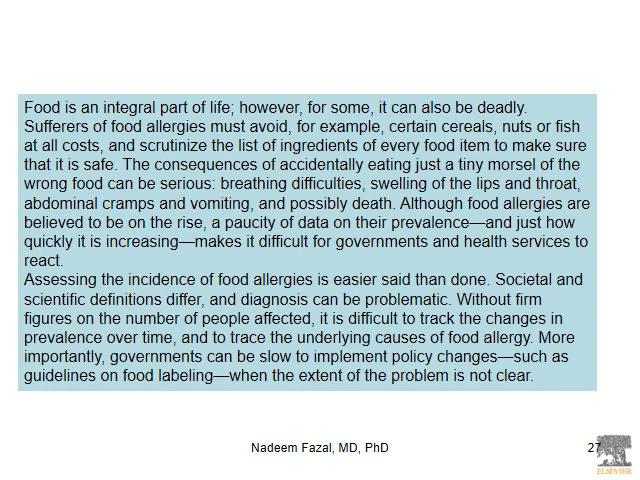 Food is an integral part of life; however, for some, it can also be deadly.
Sufferers of food allergies must avoid, for example, certain cereals, nuts or fish
at all costs, and scrutinize the list of ingredients of every food item to make sure
that it is safe. The consequences of accidentally eating just a tiny morsel of the
wrong food can be serious: breathing difficulties, swelling of the lips and throat,
abdominal cramps and vomiting, and possibly death. Although food allergies are
believed to be on the rise, a paucity of data on their prevalence—and just how
quickly it is increasing—makes it difficult for governments and health services to
react.
Assessing the incidence of food allergies is easier said than done. Societal and
scientific definitions differ, and diagnosis can be problematic. Without firm
figures on the number of people affected, it is difficult to track the changes in
prevalence over time, and to trace the underlying causes of food allergy. More
importantly, governments can be slow to implement policy changes—such as
guidelines on food labeling—when the extent of the problem is not clear.
Nadeem Fazal, MD, PhD
27
ELSEVIER